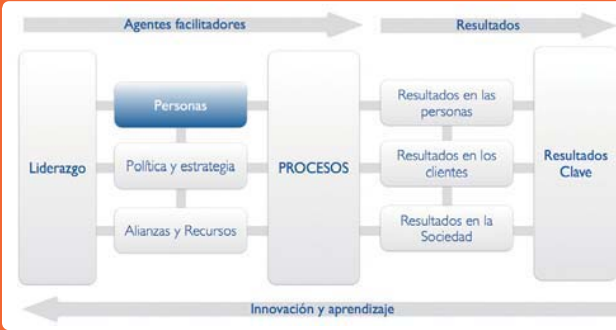 Agentes facilitadores
Resultados
Liderazgo
Personas
Política y estrategia
Alianzas y Recursos
PROCESOS
Resultados en las
personas
Resultados en los
clientes
Resultados en la
Sociedad
Resultados
Clave
Innovación y aprendizaje